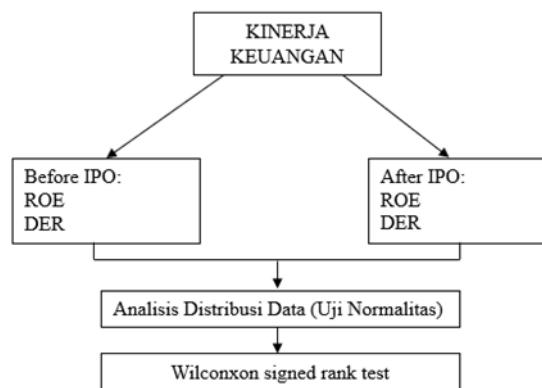 KINERJA
KEUANGAN
Before IPO:
ROE
DER
After IPO:
ROE
DER
Analisis Distribusi Data (Uji Normalitas)
Wilconxon signed rank test